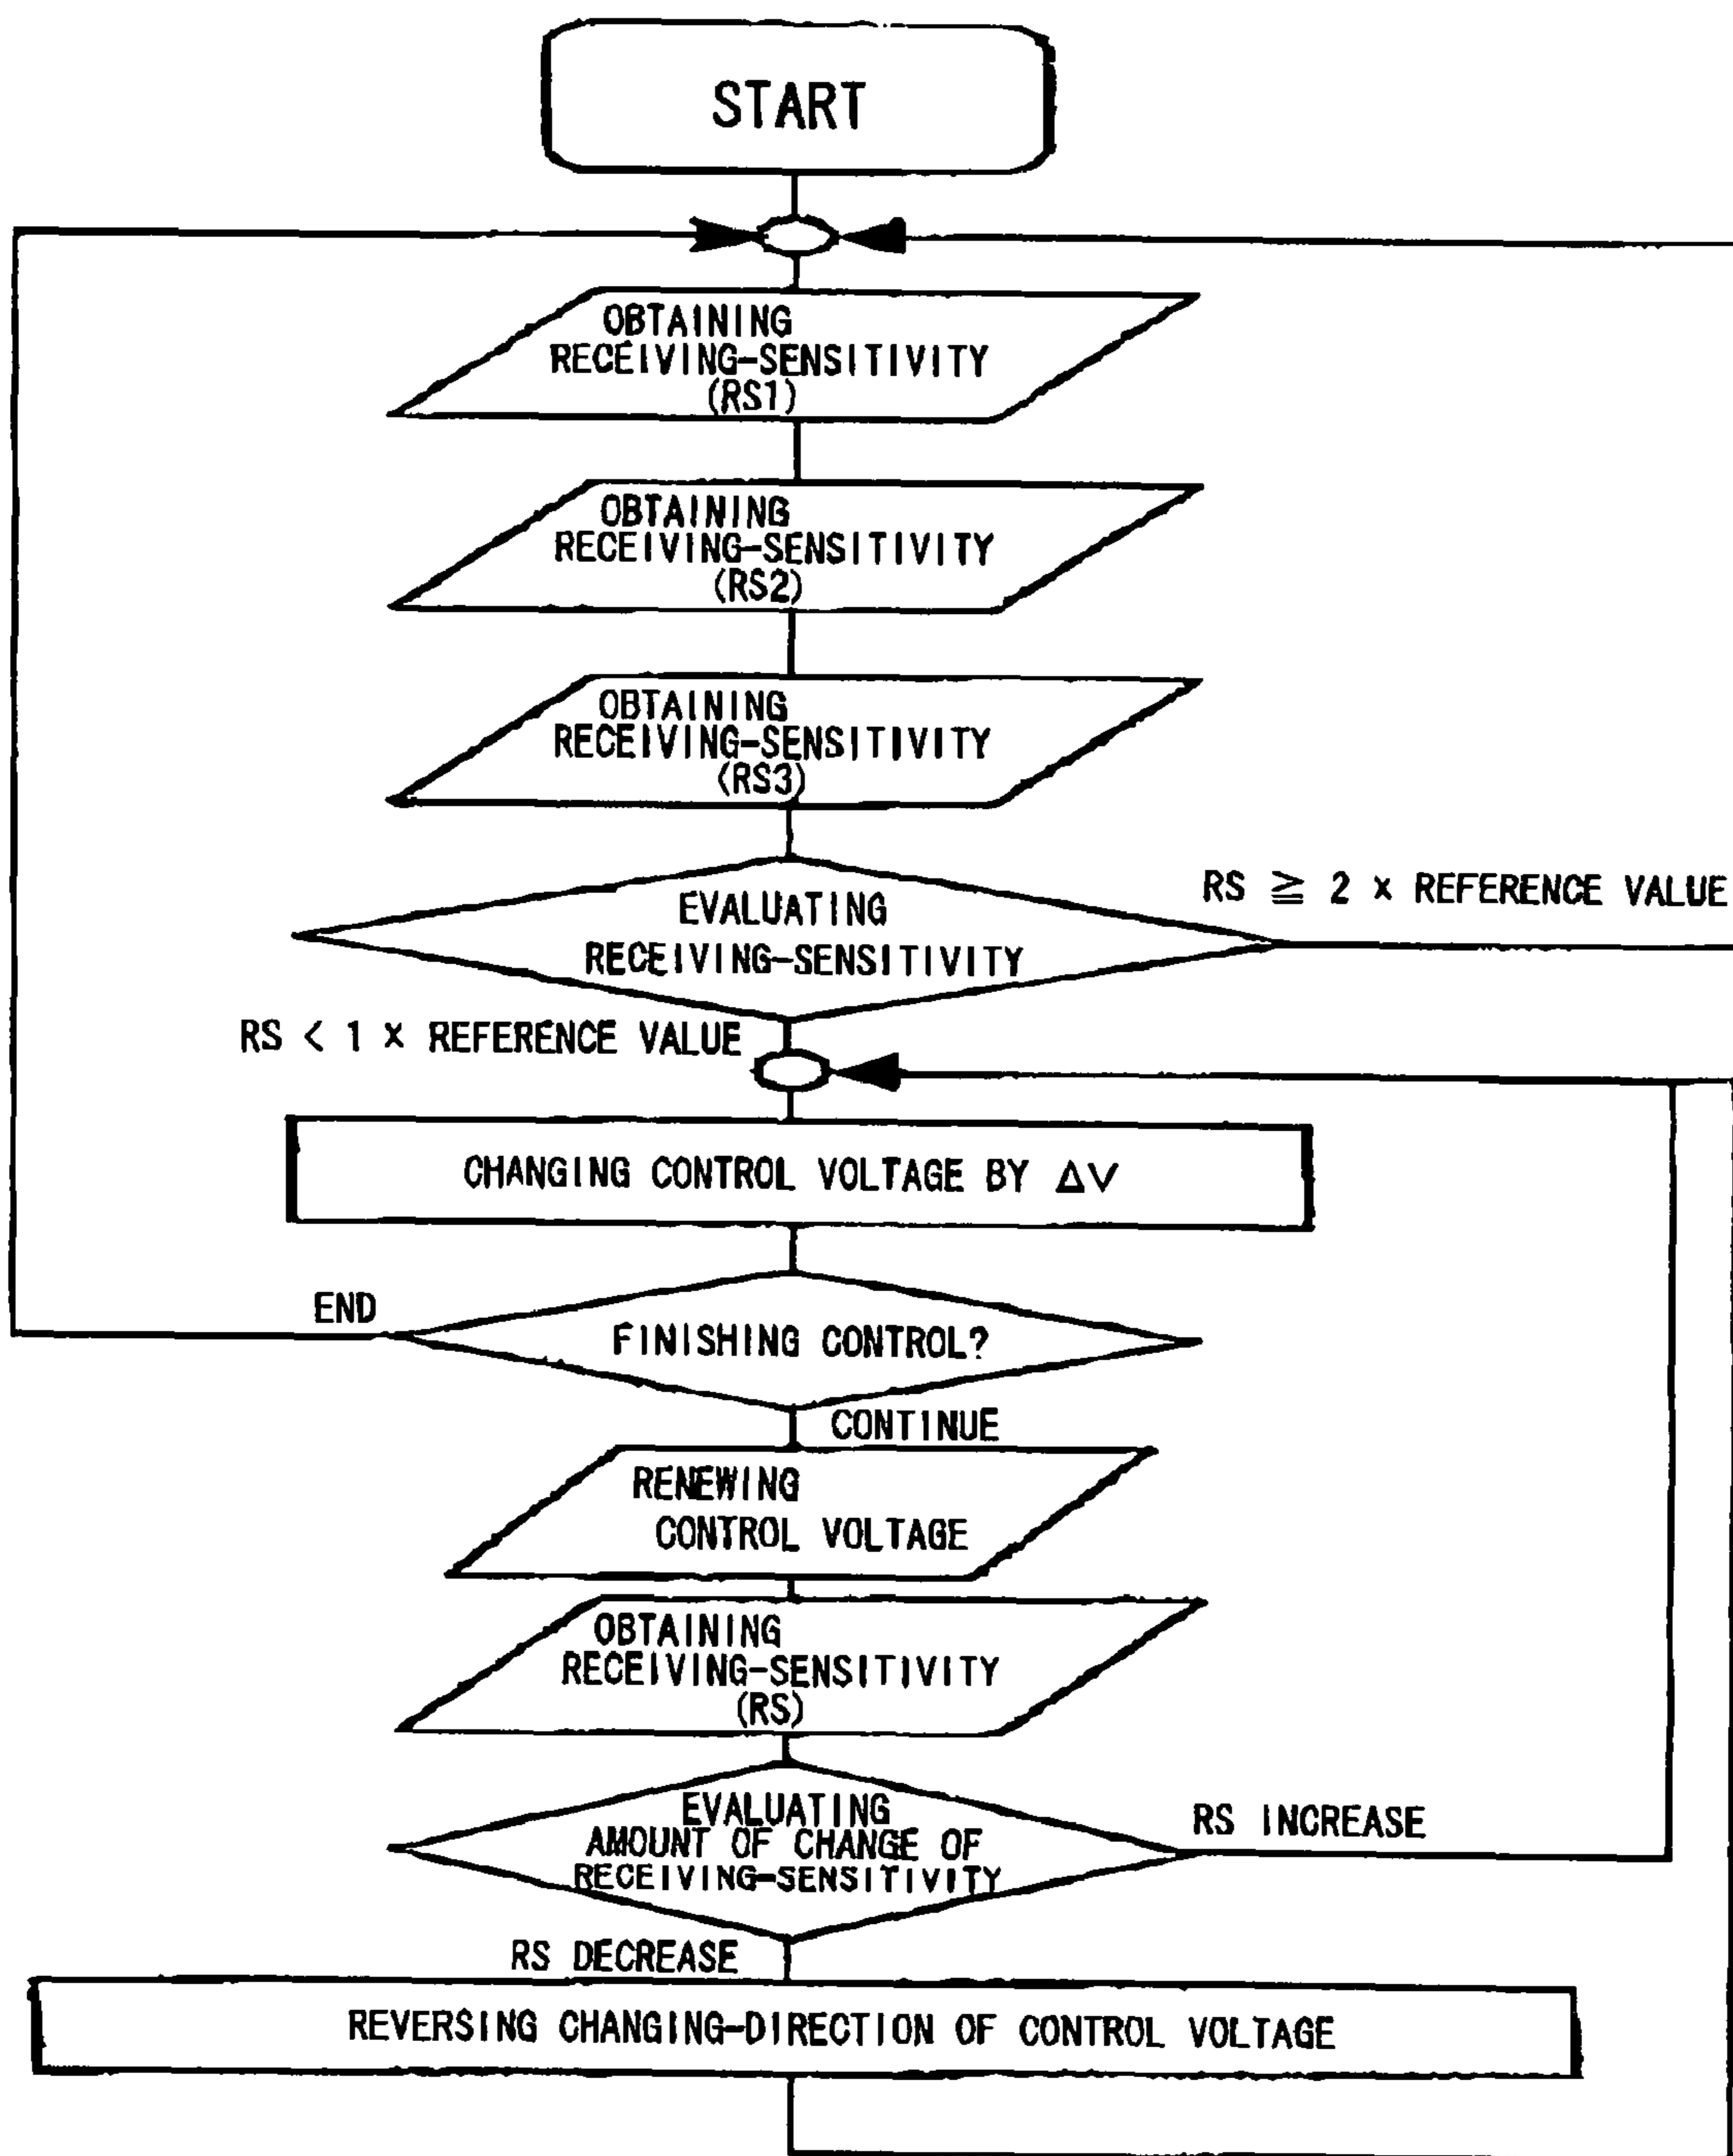 START
OBTAINING
RECEIVING-SENSITIVITY
(RS1)
OBTAINING
RECEIVING-SENSITIVITY
(RS2)
OBTAINING
RECEIVING-SENSITIVITY
(RS3)
EVALUATING
RECEIVING-SENSITIVITY
RS ≧ 2 × REFERENCE VALUE
RS < 1 × REFERENCE VALUE
CHANGING CONTROL VOLTAGE BY ΔV
END
FINISHING CONTROL?
CONTINUE
RENEWING
CONTROL VOLTAGE
OBTAINING
RECEIVING-SENSITIVITY
(RS)
EVALUATING
AMOUNT OF CHANGE OF
RECEIVING-SENSITIVITY
RS INCREASE
RS DECREASE
REVERSING CHANGING-DIRECTION OF CONTROL VOLTAGE